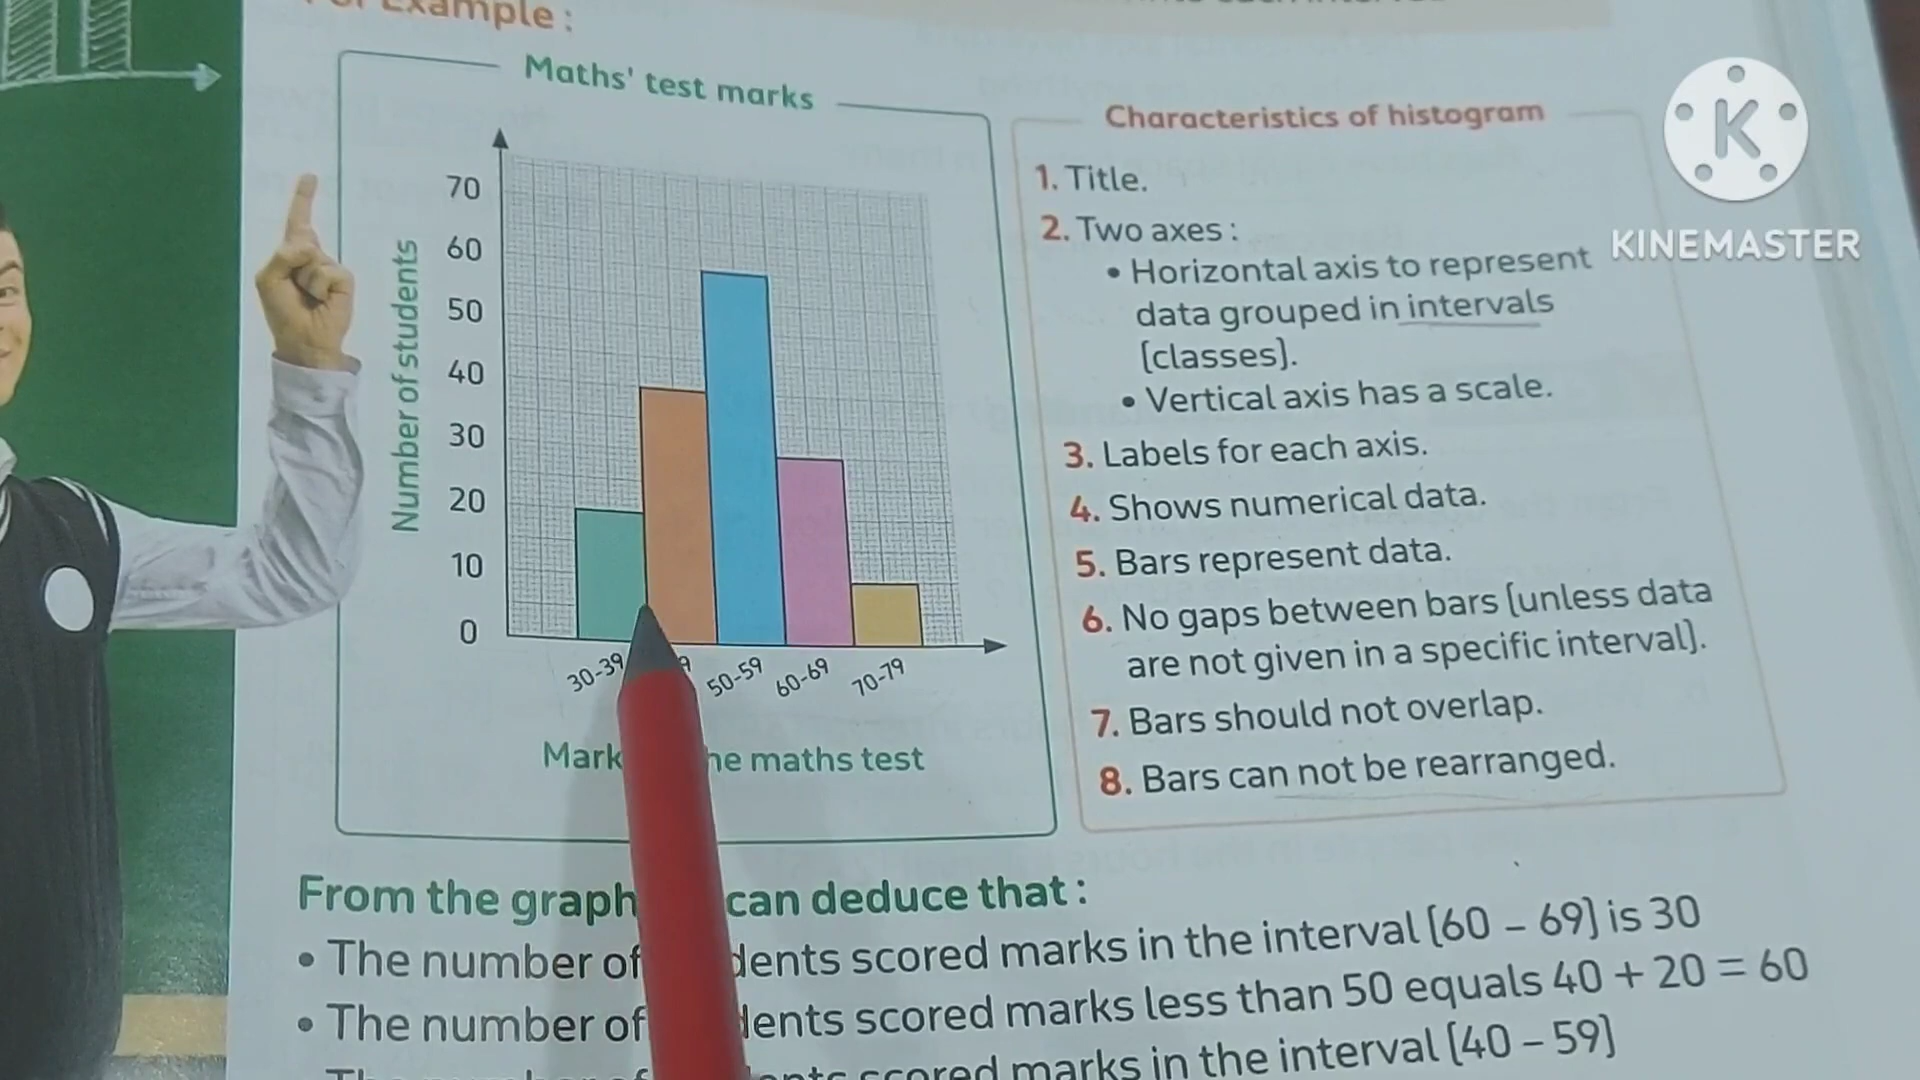 Example :
Maths' test marks
Number of students
70
60
50
40
30
20
10
0
30-39
50-59
60-69
70-79
maths test
Characteristics of histogram
1. Title.
2. Two axes :
• Horizontal axis to represent
data grouped in intervals
(classes).
• Vertical axis has a scale.
3. Labels for each axis.
4. Shows numerical data.
5. Bars represent data.
6. No gaps between bars (unless data
are not given in a specific interval).
7. Bars should not overlap.
8. Bars can not be rearranged.
K
KINEMASTER
From the graph can deduce that :
• The number of scored marks in the interval (60 – 69) is 30
• The number of scored marks less than 50 equals 40 + 20 = 60
scored marks in the interval (40 – 59)